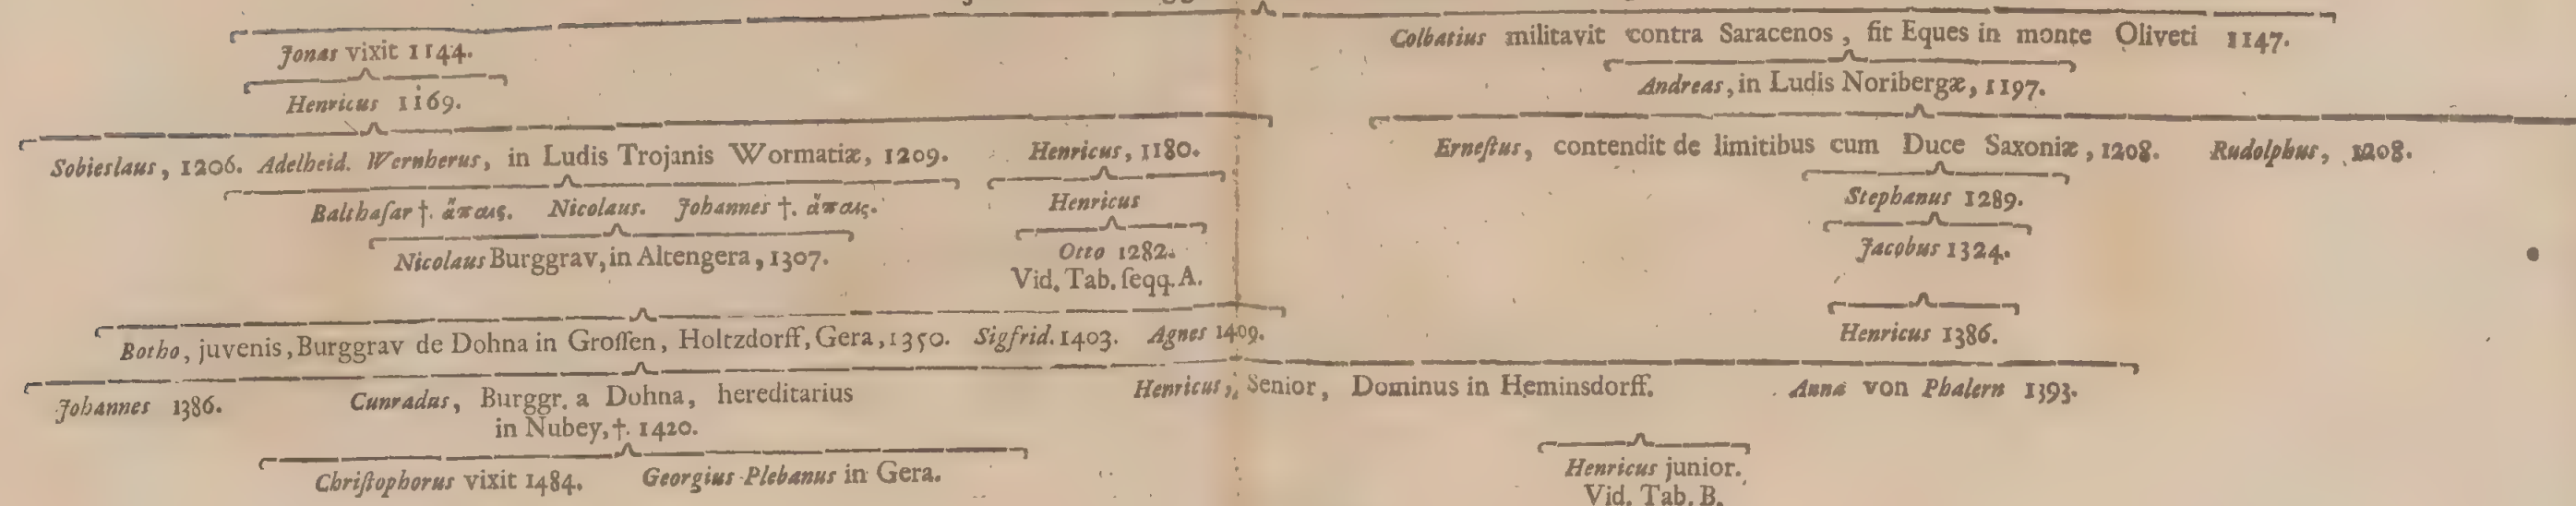 Jonas vixit 1144.
Colbatius militavit contra Saracenos, fit Eques in monte Oliveti 1147.
Henricus 1169.
Andreas, in Ludis Noribergæ, 1197.
Sobieslaus, 1206. Adelheid. Wernherus, in Ludis Trojanis Wormatiæ, 1209. Henricus, 1180.
Erneſtus, contendit de limitibus cum Duce Saxoniæ, 1208. Rudolphus, 1208.
Balthaſar †. ἄπαις. Nicolaus. Johannes †. ἄπαις. Henricus
Stephanus 1289.
Nicolaus Burggrav, in Altengera, 1307. Otto 1282.
Jacobus 1324.
Vid. Tab. ſeqq. A.
Botho, juvenis, Burggrav de Dohna in Groſſen, Holtzdorff, Gera, 1350. Sigfrid. 1403. Agnes 1409.
Henricus 1386.
Johannes 1386. Cunradus, Burggr. a Dohna, hereditarius
in Nubey, †. 1420.
Henricus, Senior, Dominus in Heminsdorff. Anna von Phalern 1393.
Chriſtophorus vixit 1484. Georgius Plebanus in Gera.
Henricus junior.
Vid. Tab. B.